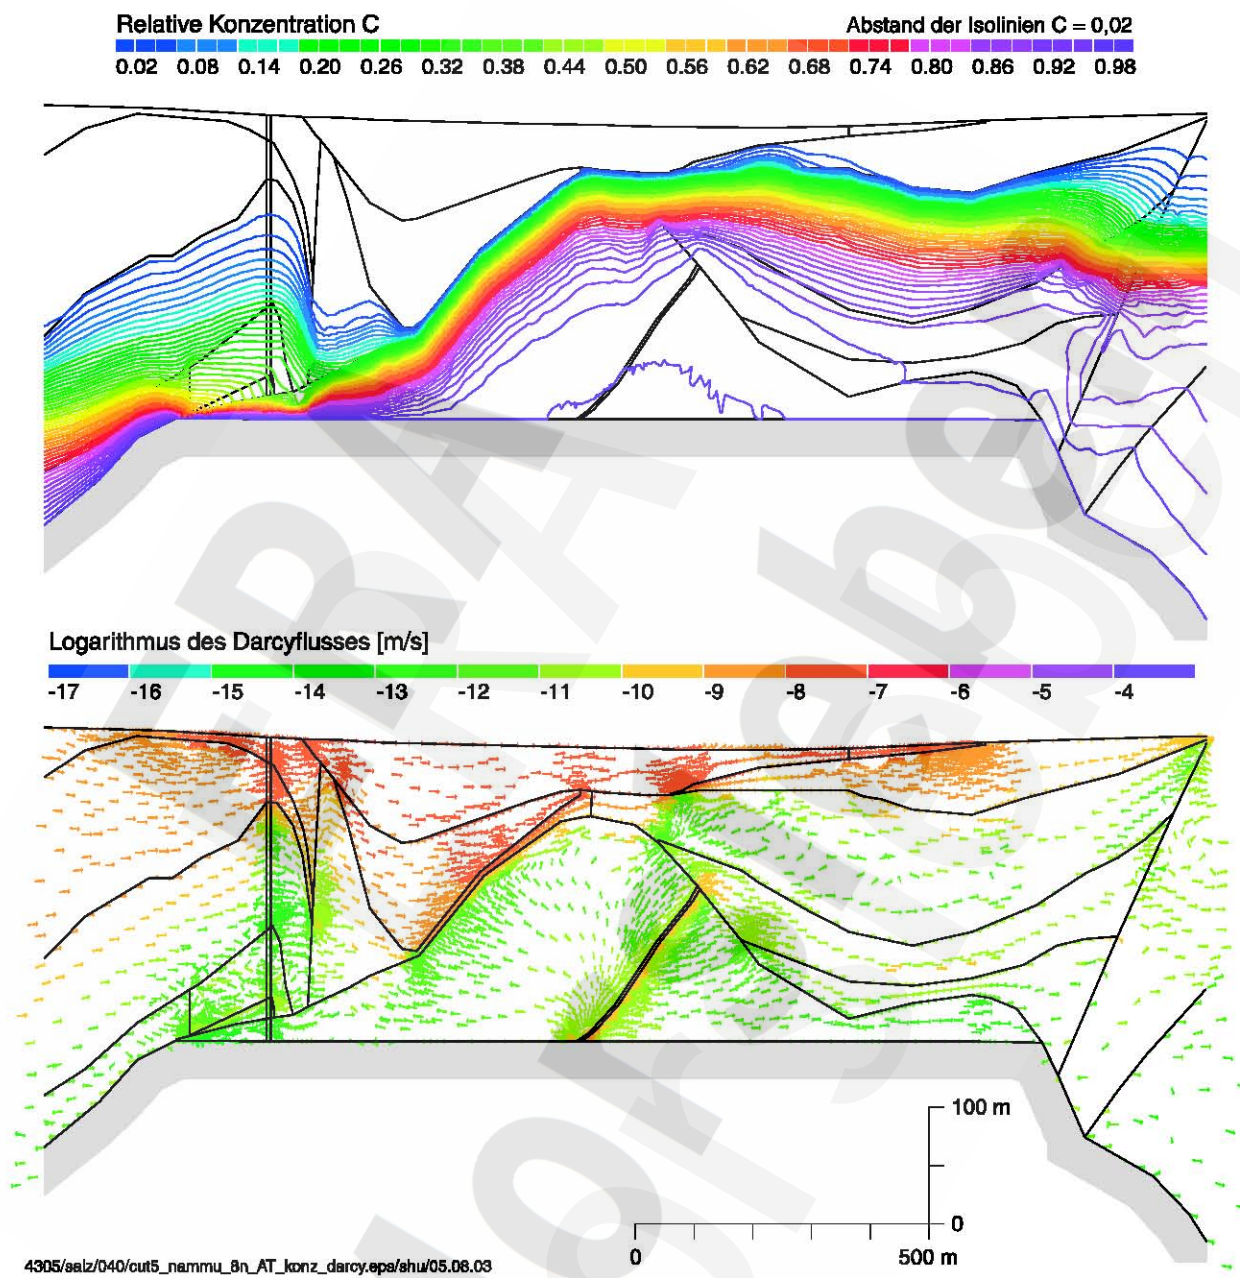 Relative Konzentration C
Abstand der Isolinien C = 0,02
0.02 0.08 0.14 0.20 0.26 0.32 0.38 0.44 0.50 0.56 0.62 0.68 0.74 0.80 0.86 0.92 0.98
Logarithmus des Darcyflusses [m/s]
-17 -16 -15 -14 -13 -12 -11 -10 -9 -8 -7 -6 -5 -4
100 m
0
0 500 m
4305/salz/040/cut5_nammu_8n_AT_konz_darcy.eps/shu/05.08.03